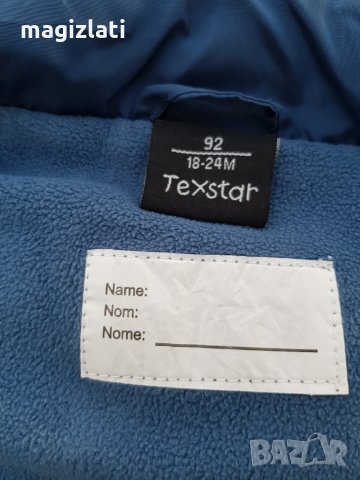 magizlati
92
18-24M
Texstar
Name:
Nom:
Nome:
BAZAR